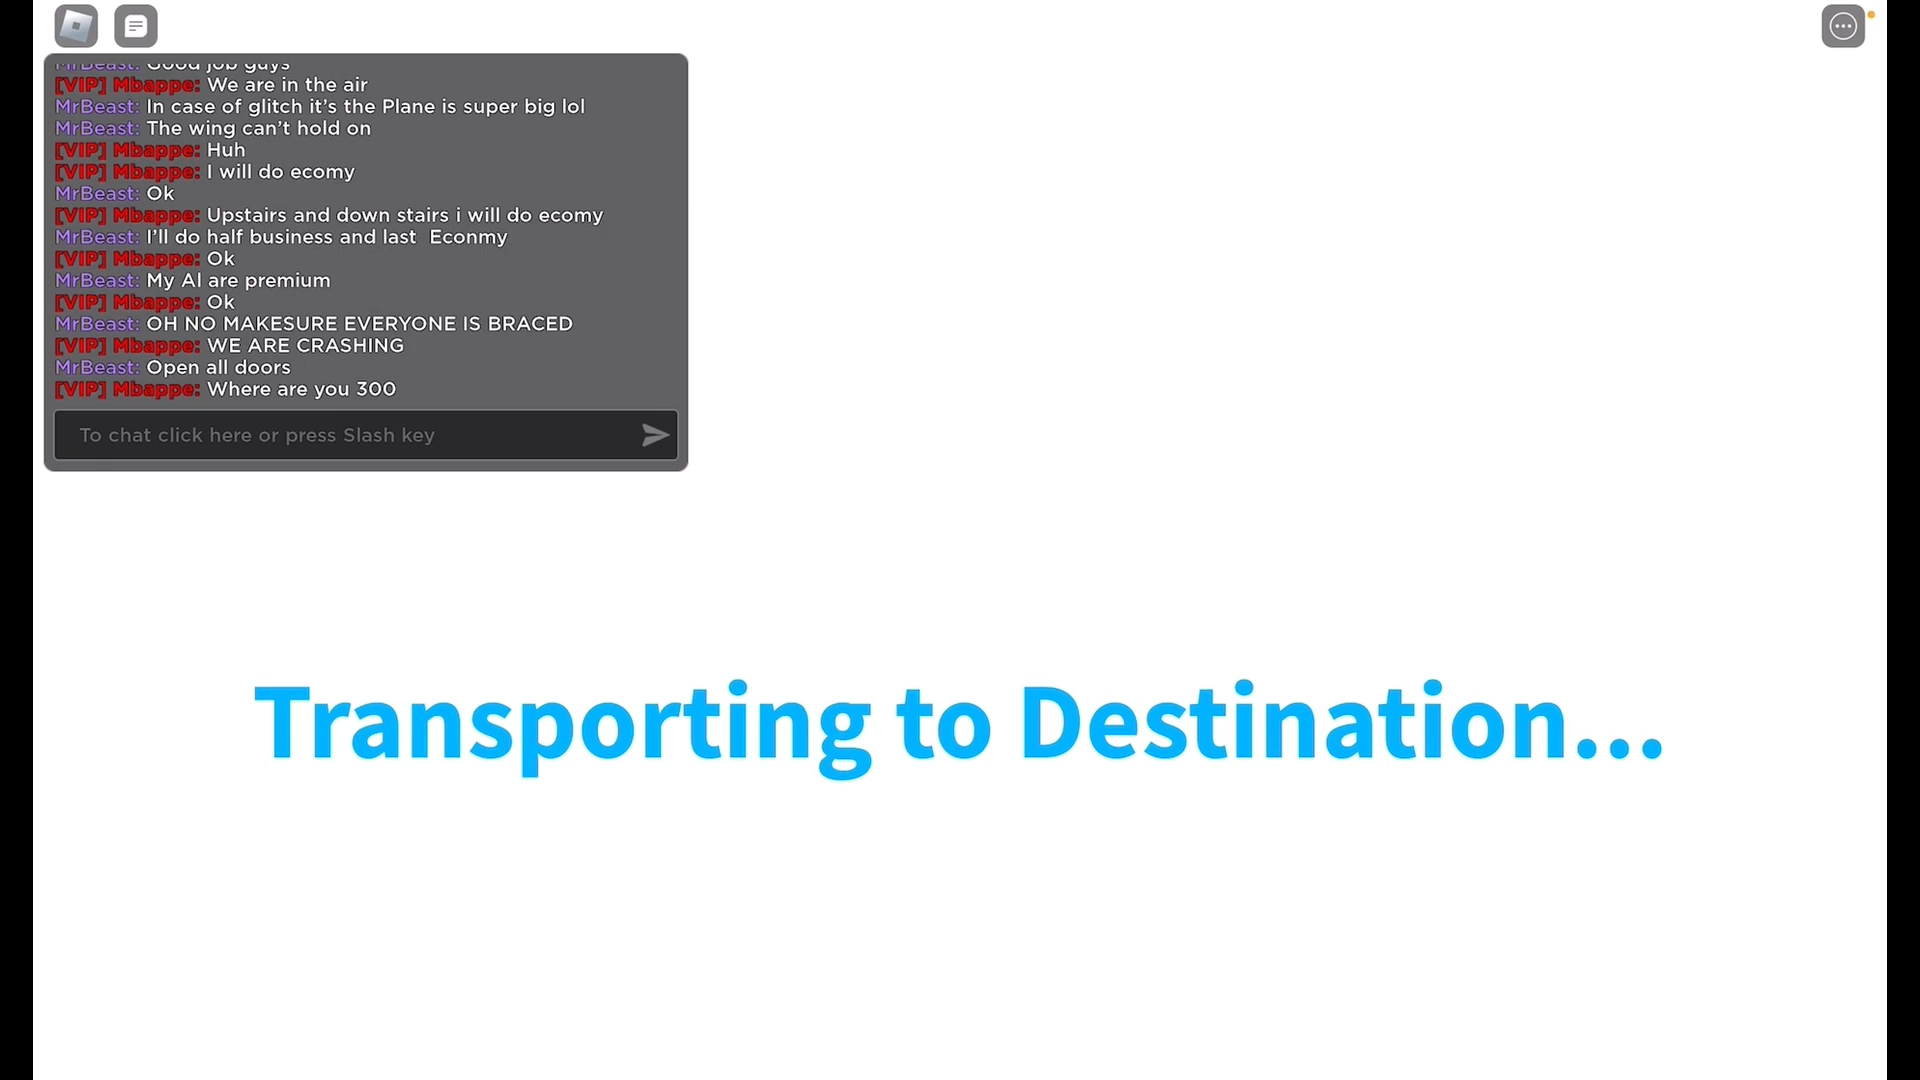 MrBeast: Good job guys
[VIP] Mbappe: We are in the air
MrBeast: In case of glitch it’s the Plane is super big lol
MrBeast: The wing can’t hold on
[VIP] Mbappe: Huh
[VIP] Mbappe: I will do ecomy
MrBeast: Ok
[VIP] Mbappe: Upstairs and down stairs i will do ecomy
MrBeast: I’ll do half business and last  Econmy
[VIP] Mbappe: Ok
MrBeast: My AI are premium
[VIP] Mbappe: Ok
MrBeast: OH NO MAKESURE EVERYONE IS BRACED
[VIP] Mbappe: WE ARE CRASHING
MrBeast: Open all doors
[VIP] Mbappe: Where are you 300
To chat click here or press Slash key
Transporting to Destination...